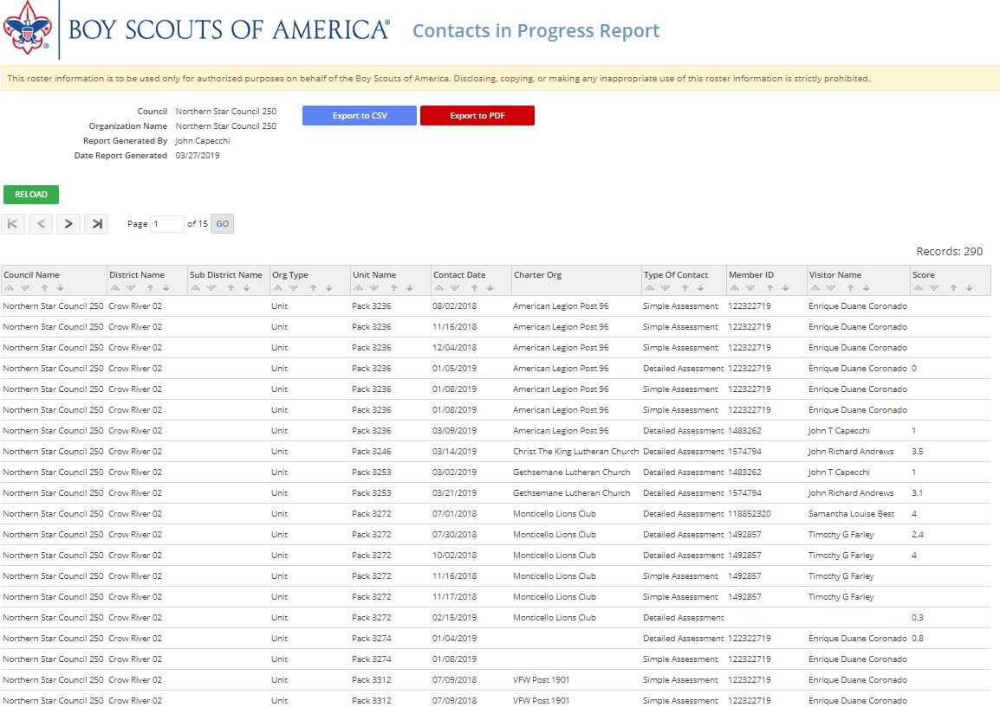 BOY SCOUTS OF AMERICA® Contacts in Progress Report
This roster information is to be used only for authorized purposes on behalf of the Boy Scouts of America. Disclosing, copying, or making any inappropriate use of this roster information is strictly prohibited.
Council Northern Star Council 250 Export to CSV Export to PDF
Organization Name Northern Star Council 250
Report Generated By John Capecchi
Date Report Generated 03/27/2019
RELOAD
Page 1 of 15 GO
Records: 290
Council Name District Name Sub District Name Org Type Unit Name Contact Date Charter Org Type Of Contact Member ID Visitor Name Score
Northern Star Council 250 Crow River 02 Unit Pack 3236 08/02/2018 American Legion Post 96 Simple Assessment 122322719 Enrique Duane Coronado
Northern Star Council 250 Crow River 02 Unit Pack 3236 11/16/2018 American Legion Post 96 Simple Assessment 122322719 Enrique Duane Coronado
Northern Star Council 250 Crow River 02 Unit Pack 3236 12/04/2018 American Legion Post 96 Simple Assessment 122322719 Enrique Duane Coronado
Northern Star Council 250 Crow River 02 Unit Pack 3236 01/05/2019 American Legion Post 96 Detailed Assessment 122322719 Enrique Duane Coronado 0
Northern Star Council 250 Crow River 02 Unit Pack 3236 01/08/2019 American Legion Post 96 Simple Assessment 122322719 Enrique Duane Coronado
Northern Star Council 250 Crow River 02 Unit Pack 3236 01/08/2019 American Legion Post 96 Simple Assessment 122322719 Enrique Duane Coronado
Northern Star Council 250 Crow River 02 Unit Pack 3236 03/09/2019 American Legion Post 96 Detailed Assessment 1483262 John T Capecchi 1
Northern Star Council 250 Crow River 02 Unit Pack 3246 03/14/2019 Christ The King Lutheran Church Detailed Assessment 1574794 John Richard Andrews 3.5
Northern Star Council 250 Crow River 02 Unit Pack 3253 03/02/2019 Gethsemane Lutheran Church Detailed Assessment 1483262 John T Capecchi 1
Northern Star Council 250 Crow River 02 Unit Pack 3253 03/21/2019 Gethsemane Lutheran Church Detailed Assessment 1574794 John Richard Andrews 3.1
Northern Star Council 250 Crow River 02 Unit Pack 3272 07/01/2018 Monticello Lions Club Detailed Assessment 118852320 Samantha Louise Best 4
Northern Star Council 250 Crow River 02 Unit Pack 3272 07/30/2018 Monticello Lions Club Detailed Assessment 1492857 Timothy G Farley 2.4
Northern Star Council 250 Crow River 02 Unit Pack 3272 10/02/2018 Monticello Lions Club Detailed Assessment 1492857 Timothy G Farley 4
Northern Star Council 250 Crow River 02 Unit Pack 3272 11/16/2018 Monticello Lions Club Simple Assessment 1492857 Timothy G Farley
Northern Star Council 250 Crow River 02 Unit Pack 3272 11/17/2018 Monticello Lions Club Simple Assessment 1492857 Timothy G Farley
Northern Star Council 250 Crow River 02 Unit Pack 3272 02/15/2019 Monticello Lions Club Detailed Assessment 0.3
Northern Star Council 250 Crow River 02 Unit Pack 3274 01/04/2019 Detailed Assessment 122322719 Enrique Duane Coronado 0.8
Northern Star Council 250 Crow River 02 Unit Pack 3274 01/08/2019 Simple Assessment 122322719 Enrique Duane Coronado
Northern Star Council 250 Crow River 02 Unit Pack 3312 07/09/2018 VFW Post 1901 Simple Assessment 122322719 Enrique Duane Coronado
Northern Star Council 250 Crow River 02 Unit Pack 3312 07/09/2018 VFW Post 1901 Simple Assessment 122322719 Enrique Duane Coronado